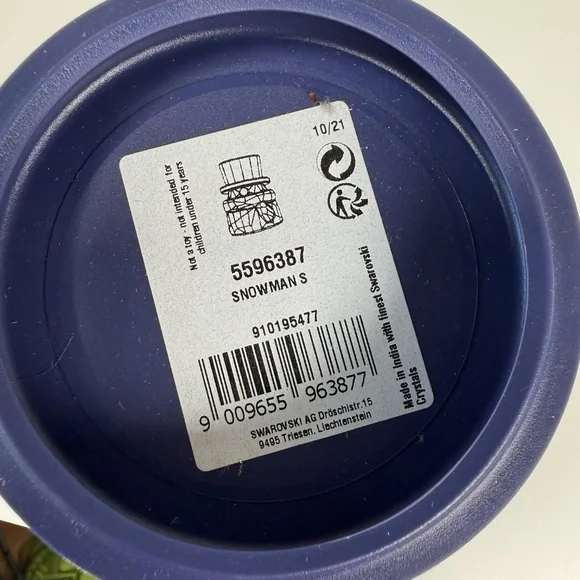 10/21
Not a toy - not intended for
children under 15 years
5596387
SNOWMAN S
910195477
9 009655 963877
SWAROVSKI AG Dröschistr.15
9495 Triesen, Liechtenstein
Made in India with finest Swarovski
Crystals